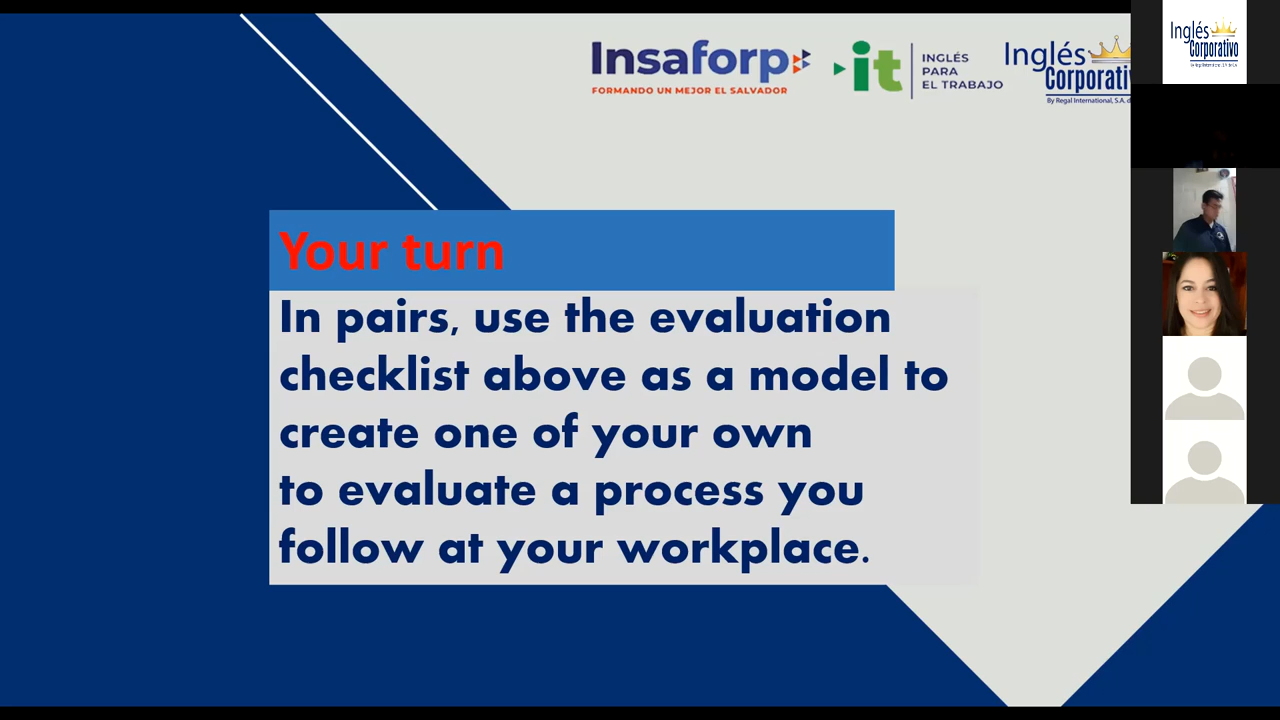 Insaforp
FORMANDO UN MEJOR EL SALVADOR
it
INGLÉS
PARA
EL TRABAJO
Inglés
Corporativ
By Regal International, S.A. d
Inglés
Corporativo
Your turn
In pairs, use the evaluation
checklist above as a model to
create one of your own
to evaluate a process you
follow at your workplace.